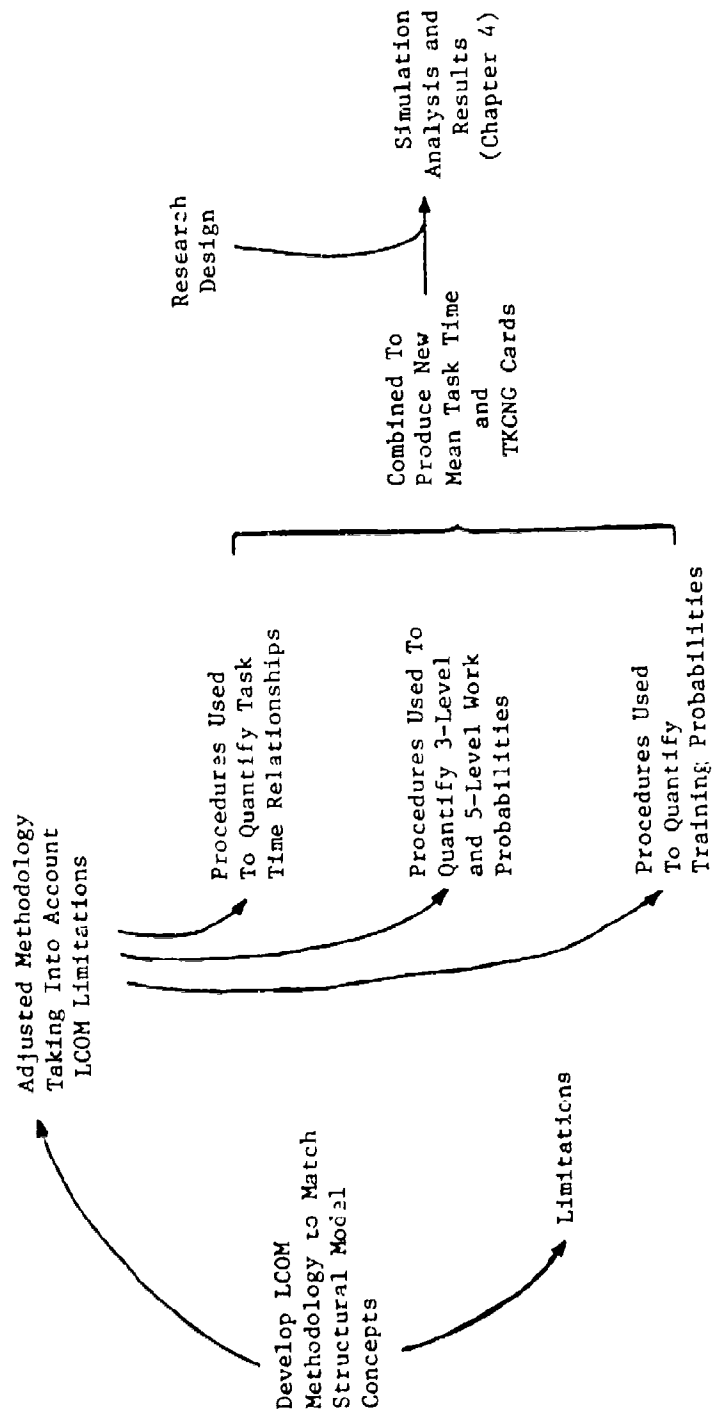 Develop LCOM
Methodology to Match
Structural Model
Concepts
Adjusted Methodology
Taking Into Account
LCOM Limitations
Limitations
Procedures Used
To Quantify Task
Time Relationships
Procedures Used To
Quantify 3-Level
and 5-Level Work
Probabilities
Procedures Used
To Quantify
Training Probabilities
Combined To
Produce New
Mean Task Time
and
TKCNG Cards
Research
Design
Simulation
Analysis and
Results
(Chapter 4)